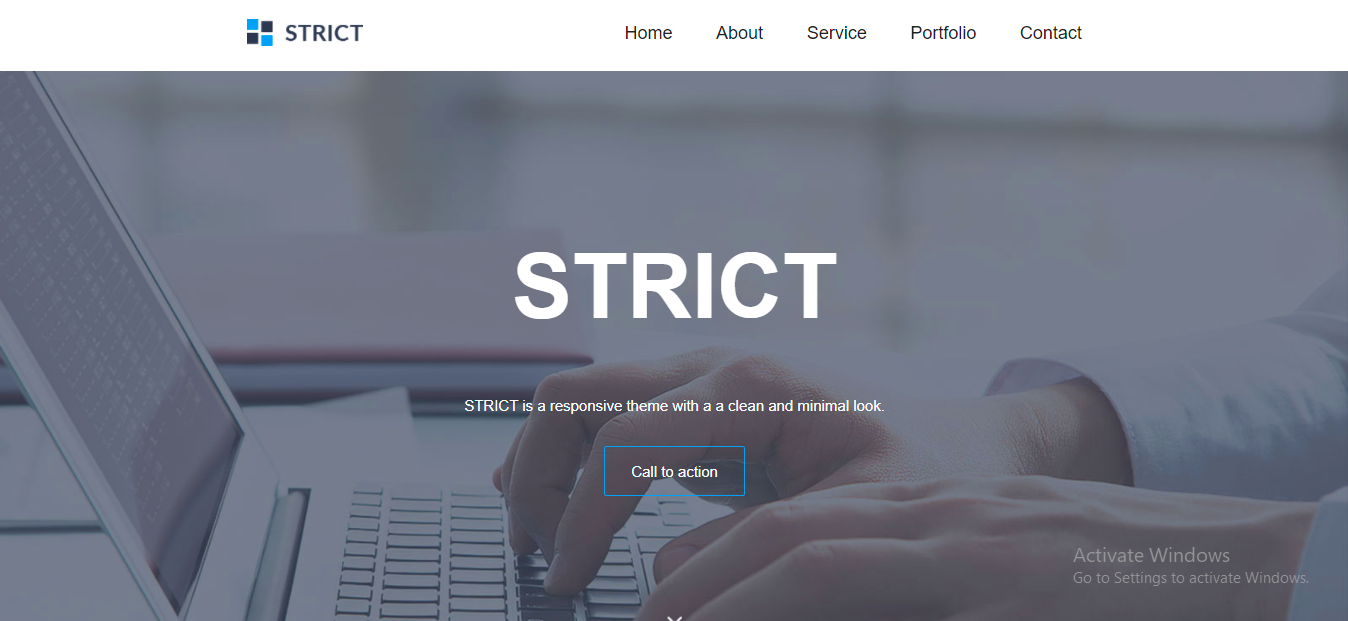 STRICT
Home About Service Portfolio Contact
STRICT
STRICT is a responsive theme with a a clean and minimal look.
Call to action
Activate Windows
Go to Settings to activate Windows.